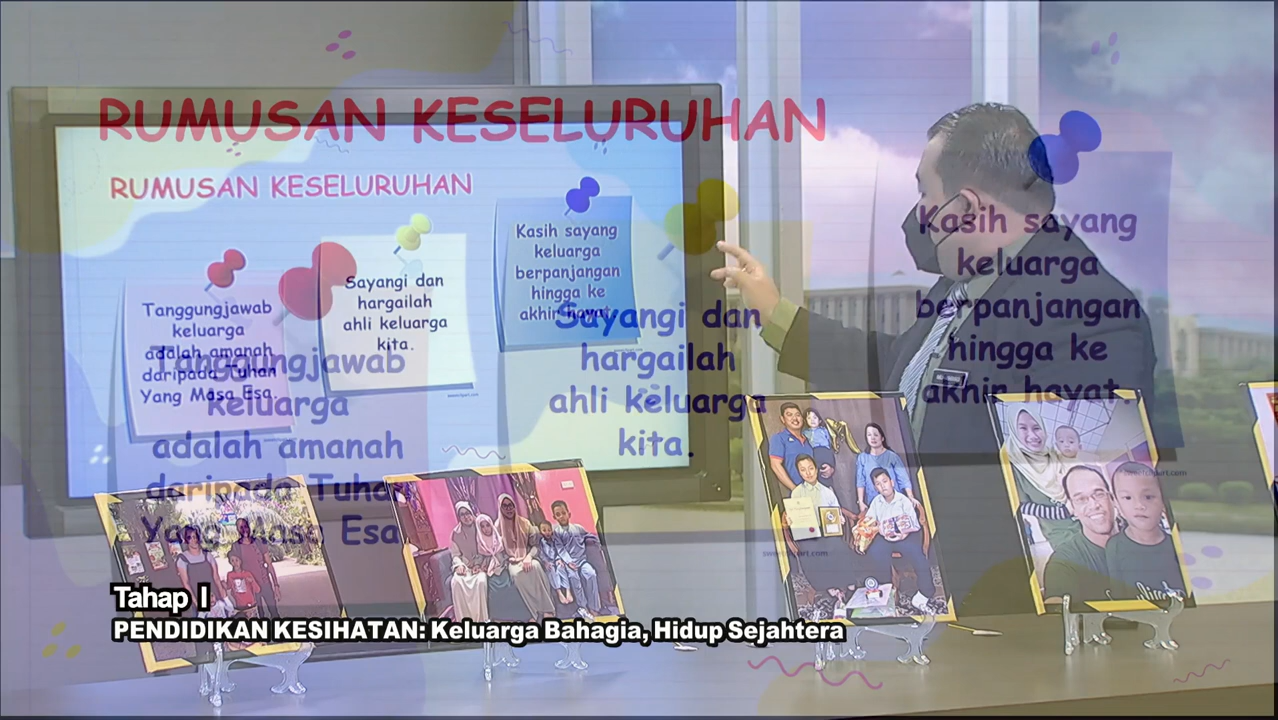 RUMUSAN KESELURUHAN
RUMUSAN KESELURUHAN
Tanggungjawab
keluarga
adalah amanah
daripada Tuhan
Yang Masa Esa.
Sayangi dan
hargailah
ahli keluarga
kita.
Kasih sayang
keluarga
berpanjangan
hingga ke
akhir hayat.
Tanggungjawab
keluarga
adalah amanah
daripada Tuhan
Yang Masa Esa.
Sayangi dan
hargailah
ahli keluarga
kita.
Kasih sayang
keluarga
berpanjangan
hingga ke
akhir hayat.
Tahap I
PENDIDIKAN KESIHATAN: Keluarga Bahagia, Hidup Sejahtera